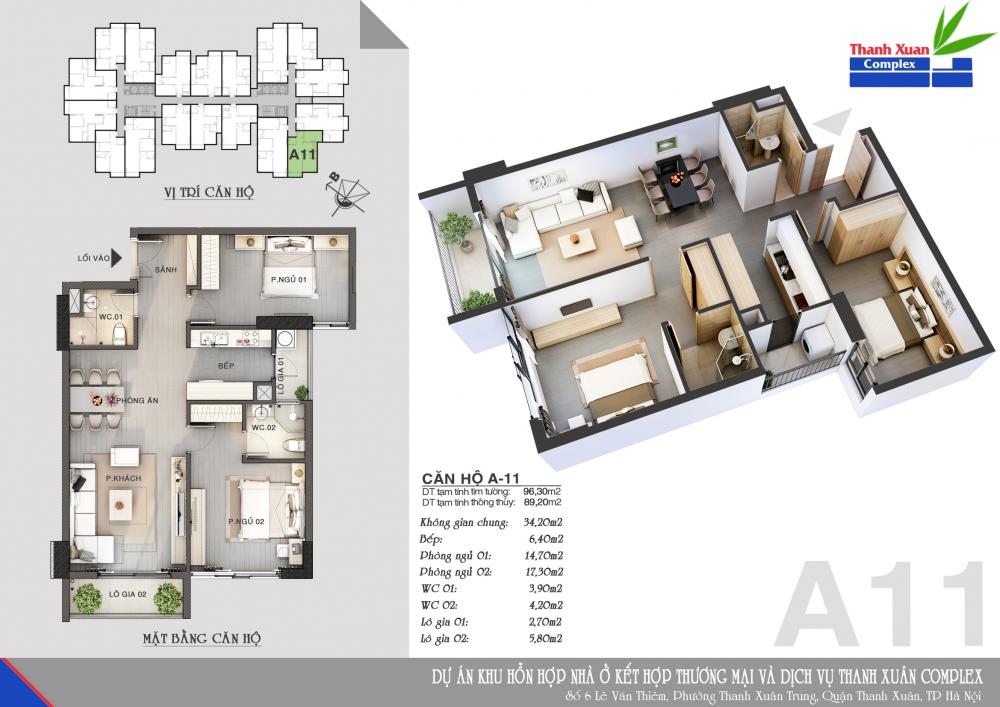 Thanh Xuan
Complex
A11
VỊ TRÍ CĂN HỘ
B
LỐI VÀO
SẢNH
P.NGỦ 01
WC.01
BẾP
LÔ GIA 01
PHÒNG ĂN
WC.02
P.KHÁCH
P.NGỦ 02
LÔ GIA 02
MẶT BẰNG CĂN HỘ
CĂN HỘ A-11
DT tạm tính tim tường: 96,30m2
DT tạm tính thông thủy: 89,20m2
Không gian chung: 34,20m2
Bếp: 6,40m2
Phòng ngủ 01: 14,70m2
Phòng ngủ 02: 17,30m2
WC 01: 3,90m2
WC 02: 4,20m2
Lô gia 01: 2,70m2
Lô gia 02: 5,80m2
A11
DỰ ÁN KHU HỖN HỢP NHÀ Ở KẾT HỢP THƯƠNG MẠI VÀ DỊCH VỤ THANH XUÂN COMPLEX
Số 6 Lê Văn Thiêm, Phường Thanh Xuân Trung, Quận Thanh Xuân, TP Hà Nội